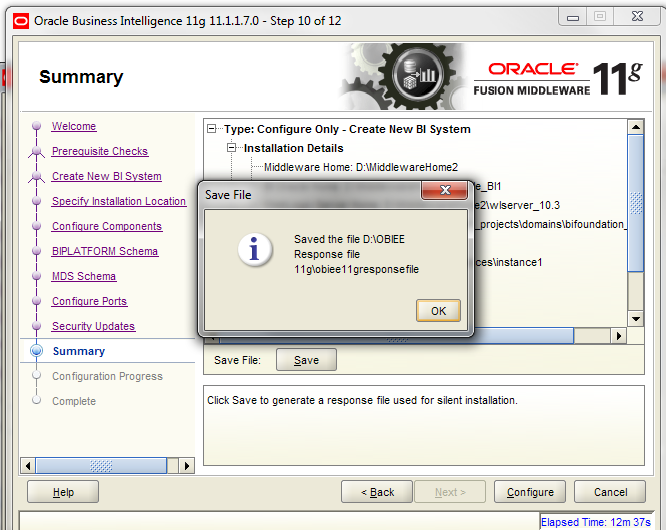 Oracle Business Intelligence 11g 11.1.1.7.0 - Step 10 of 12
Summary
ORACLE
FUSION MIDDLEWARE 11g
Welcome
Prerequisite Checks
Create New BI System
Specify Installation Location
Configure Components
BIPLATFORM Schema
MDS Schema
Configure Ports
Security Updates
Summary
Configuration Progress
Complete
Type: Configure Only - Create New BI System
Installation Details
Middleware Home: D:\MiddlewareHome2
e_BI1
e2\wlserver_10.3
_projects\domains\bifoundation_
ces\instance1
Save File
Saved the file D:\OBIEE
Response file
11g\obiee11gresponsefile
OK
Save File: Save
Click Save to generate a response file used for silent installation.
Help < Back Next > Configure Cancel
Elapsed Time: 12m 37s